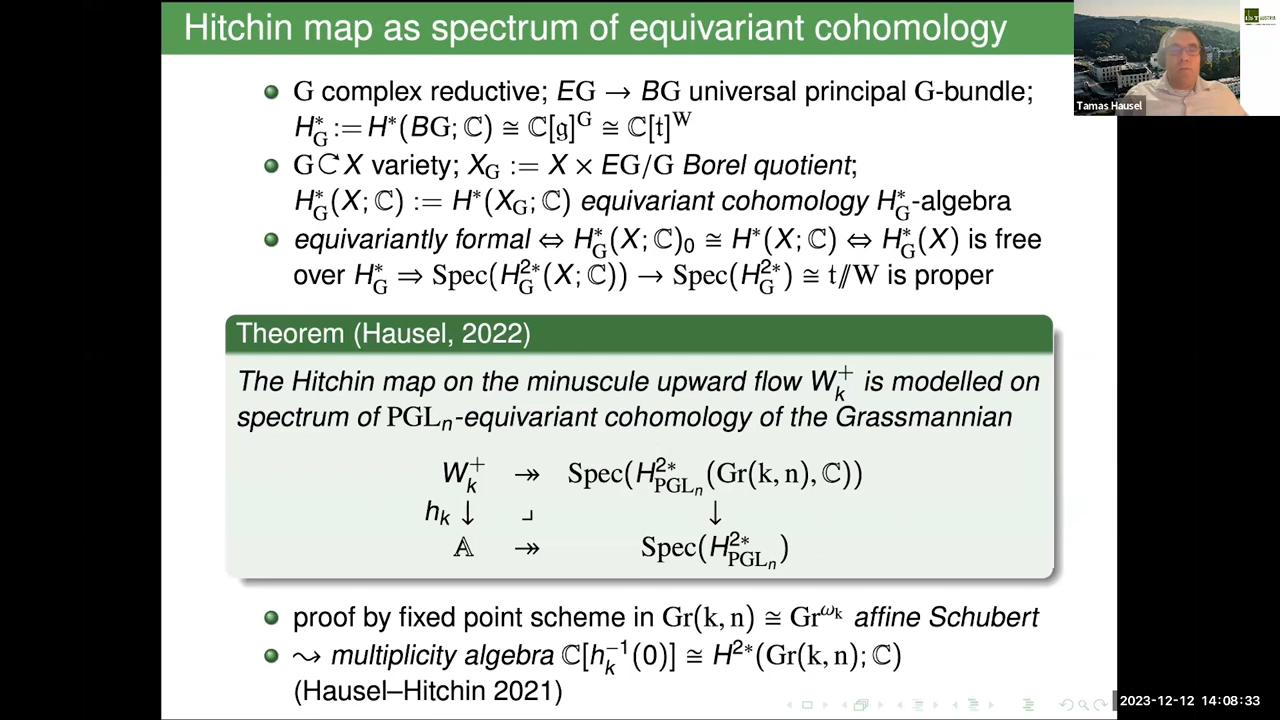 Hitchin map as spectrum of equivariant cohomology
G complex reductive; EG → BG universal principal G-bundle;
H*_G := H*(BG; ℂ) ≅ ℂ[𝔤]^G ≅ ℂ[𝔱]^W
G⟳X variety; X_G := X × EG/G Borel quotient;
H*_G(X; ℂ) := H*(X_G; ℂ) equivariant cohomology H*_G-algebra
equivariantly formal ⇔ H*_G(X; ℂ)_0 ≅ H*(X; ℂ) ⇔ H*_G(X) is free
over H*_G ⇒ Spec(H^{2*}_G(X; ℂ)) → Spec(H^{2*}_G) ≅ 𝔱//W is proper
Theorem (Hausel, 2022)
The Hitchin map on the minuscule upward flow W^+_k is modelled on
spectrum of PGL_n-equivariant cohomology of the Grassmannian
W^+_k ↠ Spec(H^{2*}_{PGL_n}(Gr(k, n), ℂ))
h_k ↓ ⌟ ↓
𝔸 ↠ Spec(H^{2*}_{PGL_n})
proof by fixed point scheme in Gr(k, n) ≅ Gr^{ω_k} affine Schubert
⤳ multiplicity algebra ℂ[h_k^{-1}(0)] ≅ H^{2*}(Gr(k, n); ℂ)
(Hausel–Hitchin 2021)
Tamas Hausel
2023-12-12 14:08:33